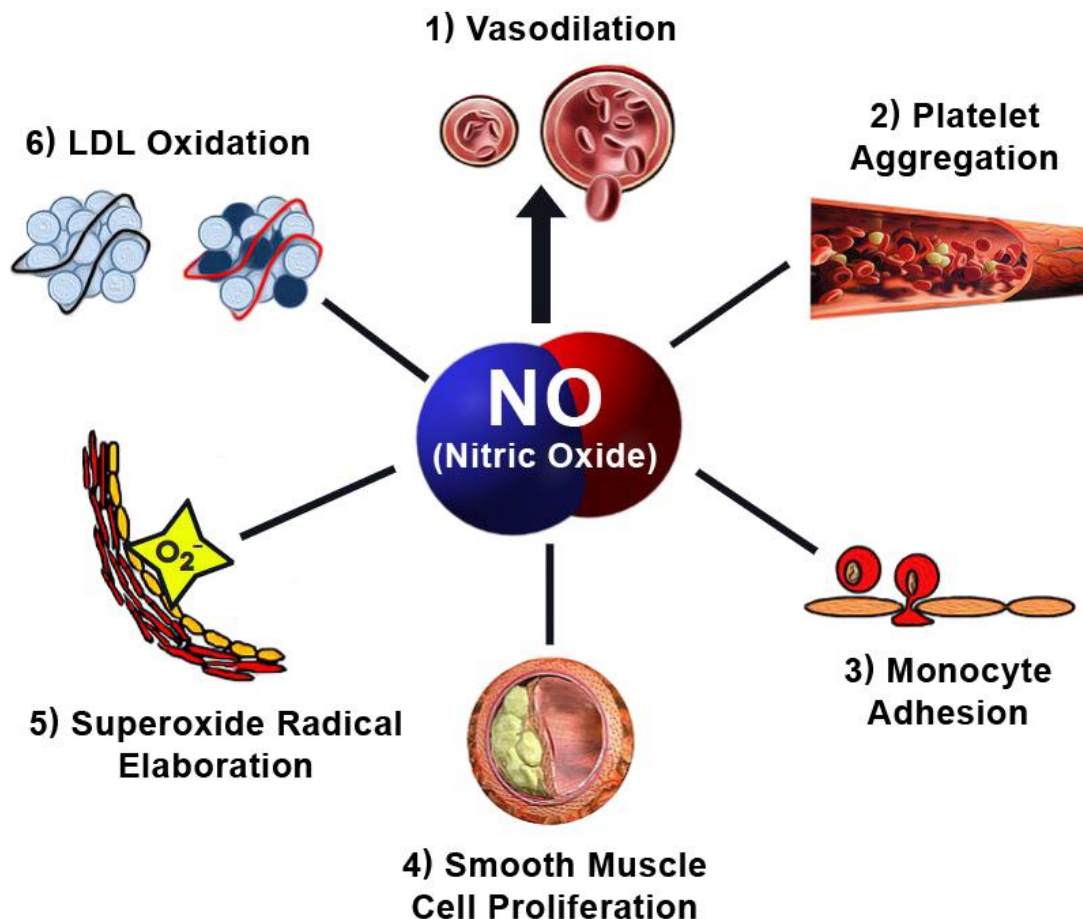 1) Vasodilation
2) Platelet
Aggregation
6) LDL Oxidation
NO
(Nitric Oxide)
O₂⁻
3) Monocyte
Adhesion
5) Superoxide Radical
Elaboration
4) Smooth Muscle
Cell Proliferation